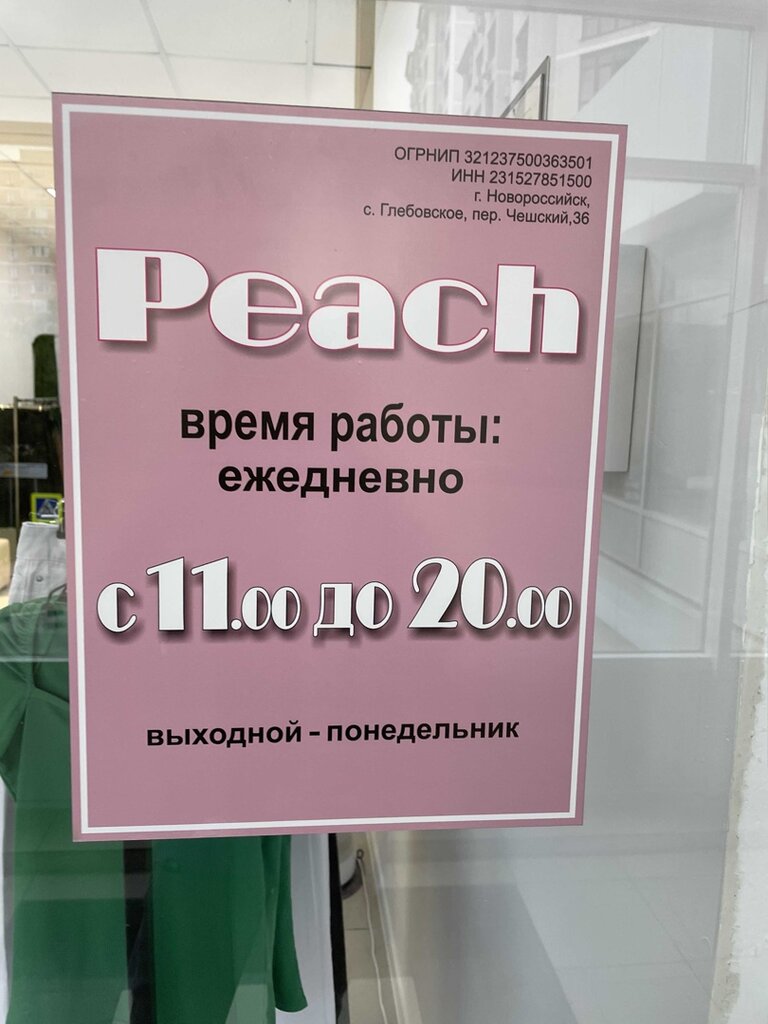 ОГРНИП 321237500363501
ИНН 231527851500
г. Новороссийск,
с. Глебовское, пер. Чешский,36
Peach
время работы:
ежедневно
с 11.00 до 20.00
выходной - понедельник